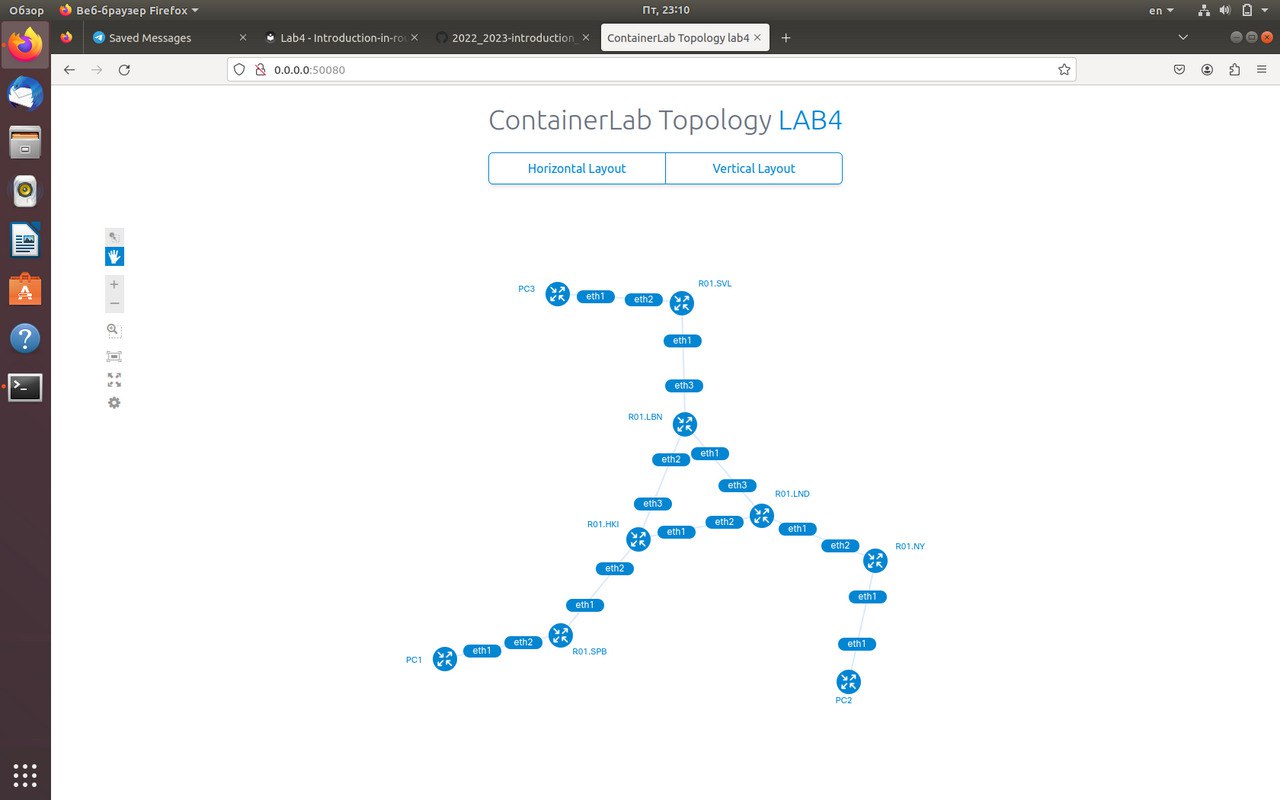 Обзор Веб-браузер Firefox Пт, 23:10 en
Saved Messages Lab4 - Introduction-in-ro 2022_2023-introduction_ ContainerLab Topology lab4
0.0.0.0:50080
ContainerLab Topology LAB4
Horizontal Layout Vertical Layout
PC3 eth1 eth2 R01.SVL
eth1
eth3
R01.LBN
eth2 eth1
eth3
R01.LND
eth3
R01.HKI eth1 eth2 eth1
eth2 R01.NY
eth2
eth1
eth1
eth1
PC1 eth1 eth2 R01.SPB
PC2